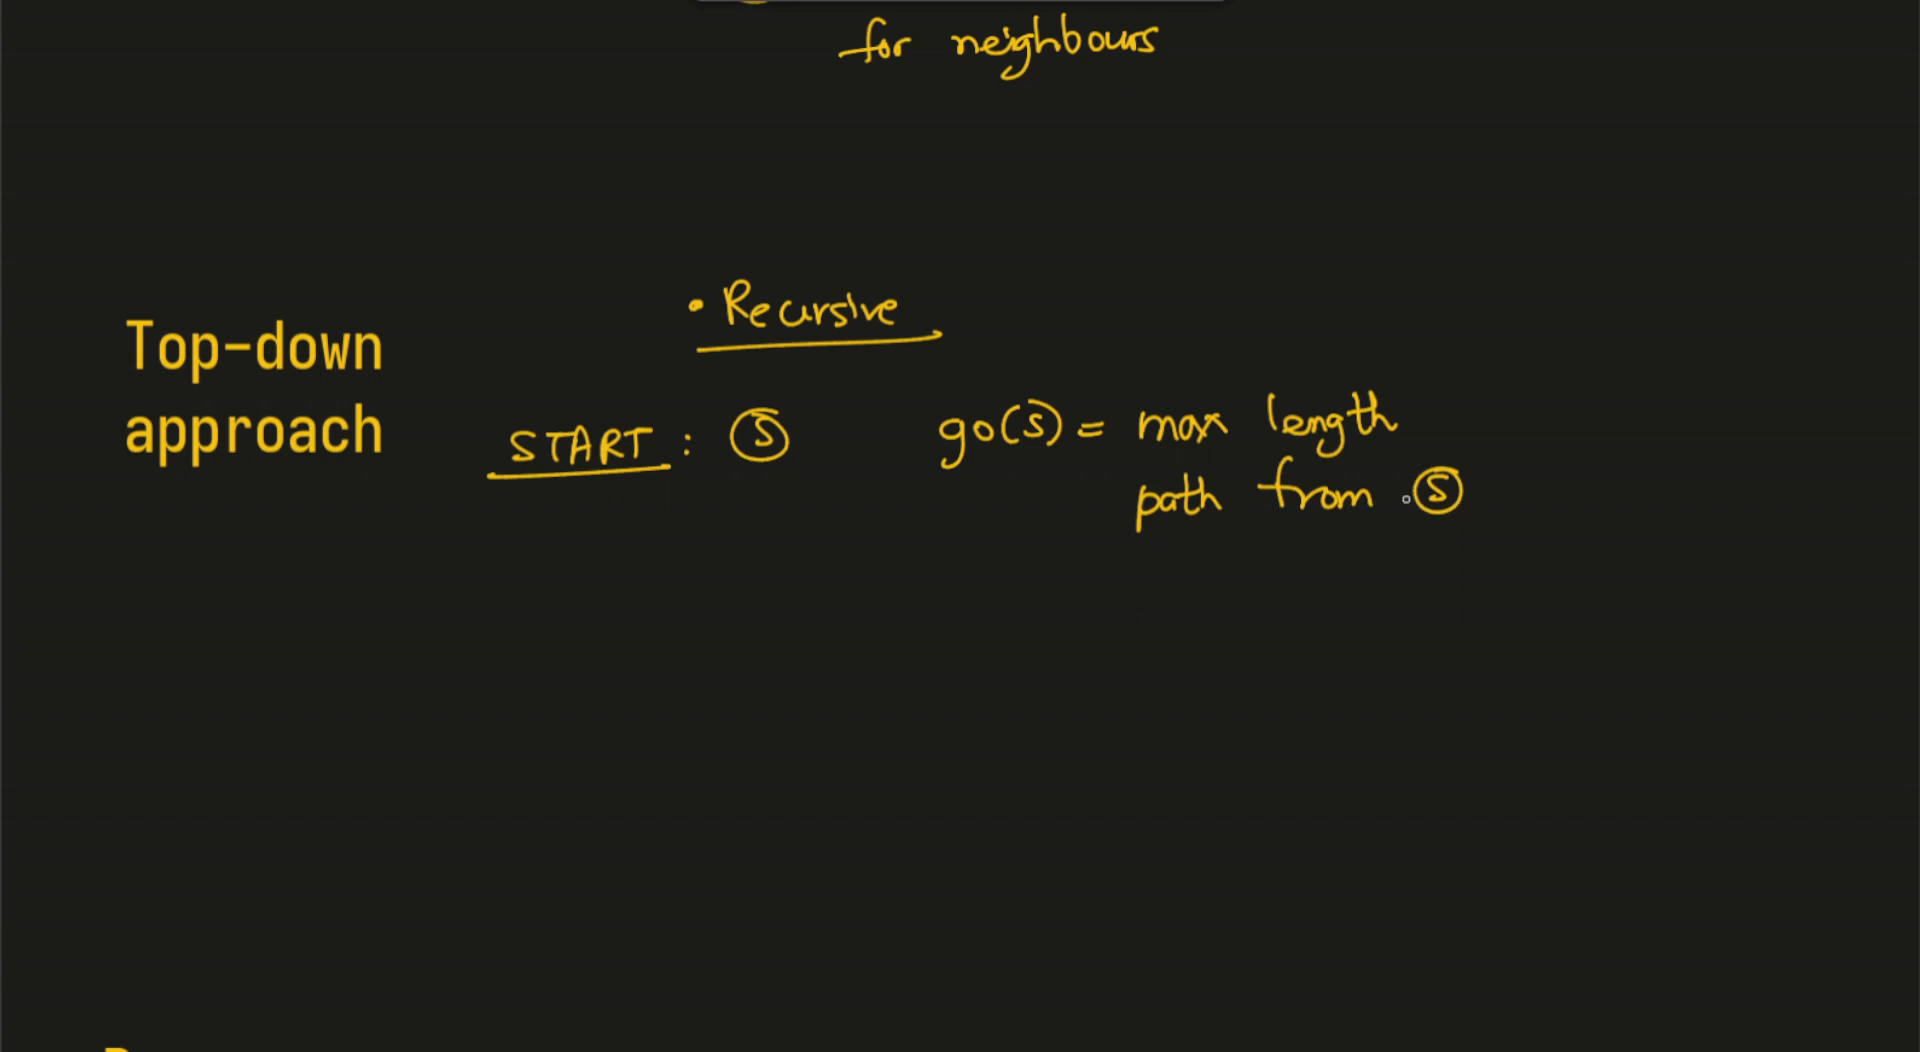 for neighbours
• Recursive
Top-down
approach
START : S
go(s) = max length
path from S